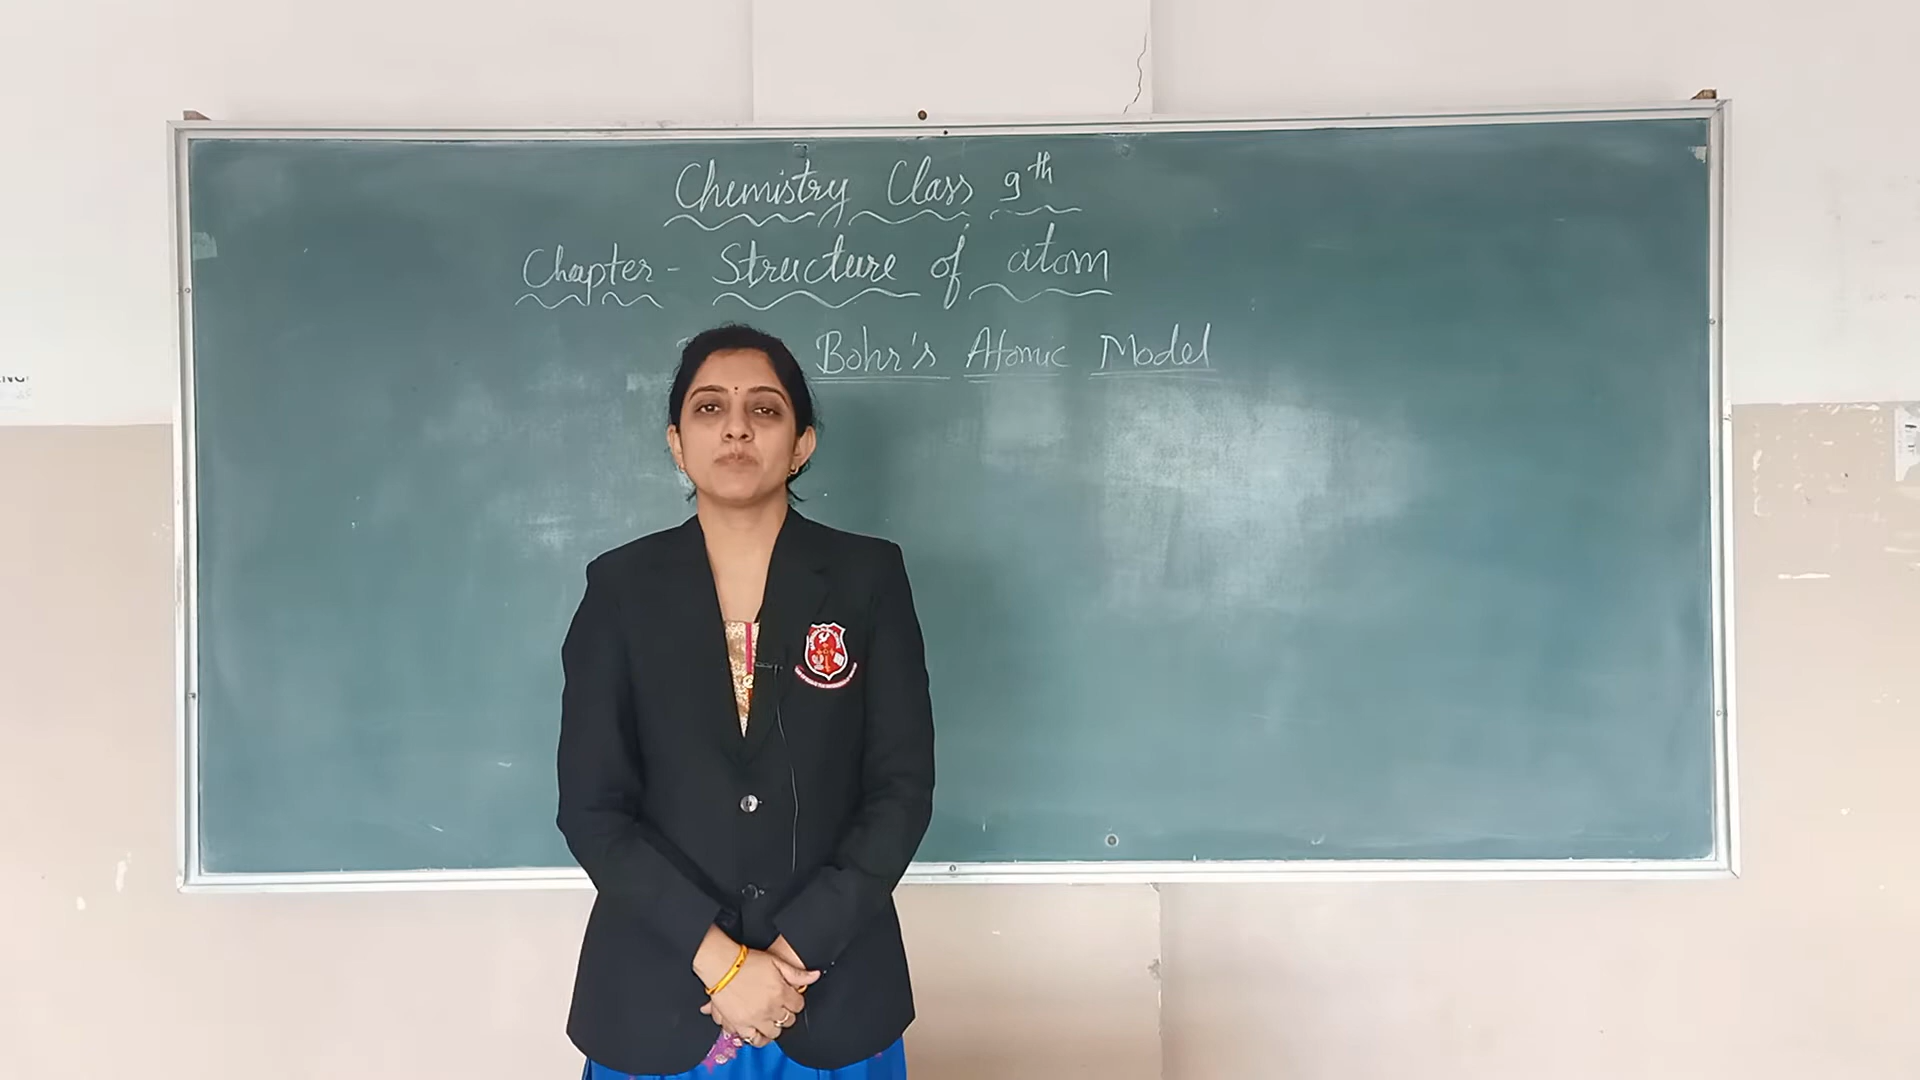 Chemistry Class 9th
Chapter - Structure of atom
Bohr's Atomic Model